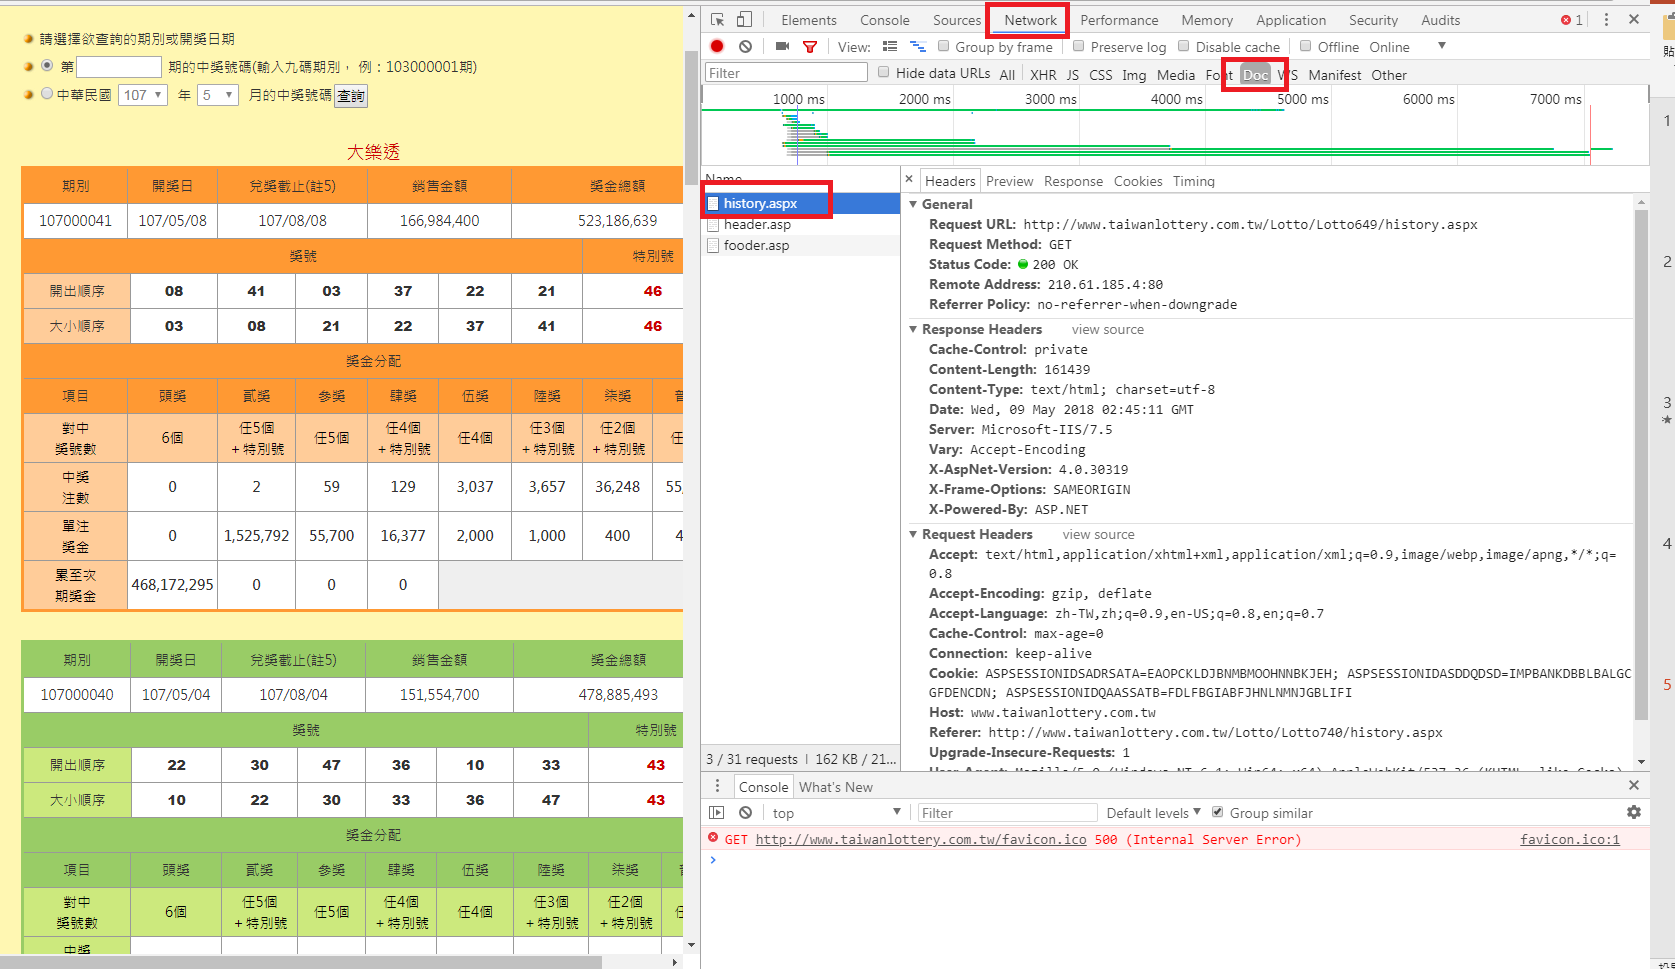 請選擇欲查詢的期別或開獎日期
第 期的中獎號碼(輸入九碼期別， 例：103000001期)
中華民國 107 年 5 月的中獎號碼 查詢
大樂透
期別 開獎日 兌獎截止(註5) 銷售金額 獎金總額
107000041 107/05/08 107/08/08 166,984,400 523,186,639
獎號 特別號
開出順序 08 41 03 37 22 21 46
大小順序 03 08 21 22 37 41 46
獎金分配
項目 頭獎 貳獎 參獎 肆獎 伍獎 陸獎 柒獎
對中獎號數 6個 任5個+特別號 任5個 任4個+特別號 任4個 任3個+特別號 任2個+特別號 任
中獎注數 0 2 59 129 3,037 3,657 36,248 55,
單注獎金 0 1,525,792 55,700 16,377 2,000 1,000 400 4
累至次期獎金 468,172,295 0 0 0
期別 開獎日 兌獎截止(註5) 銷售金額 獎金總額
107000040 107/05/04 107/08/04 151,554,700 478,885,493
獎號 特別號
開出順序 22 30 47 36 10 33 43
大小順序 10 22 30 33 36 47 43
獎金分配
項目 頭獎 貳獎 參獎 肆獎 伍獎 陸獎 柒獎
對中獎號數 6個 任5個+特別號 任5個 任4個+特別號 任4個 任3個+特別號 任2個+特別號
中獎
Elements Console Sources Network Performance Memory Application Security Audits 1
View: Group by frame Preserve log Disable cache Offline Online
Filter Hide data URLs All XHR JS CSS Img Media Font Doc WS Manifest Other
1000 ms 2000 ms 3000 ms 4000 ms 5000 ms 6000 ms 7000 ms
Name
history.aspx
header.asp
fooder.asp
3 / 31 requests | 162 KB / 21...
Headers Preview Response Cookies Timing
General
Request URL: http://www.taiwanlottery.com.tw/Lotto/Lotto649/history.aspx
Request Method: GET
Status Code: 200 OK
Remote Address: 210.61.185.4:80
Referrer Policy: no-referrer-when-downgrade
Response Headers view source
Cache-Control: private
Content-Length: 161439
Content-Type: text/html; charset=utf-8
Date: Wed, 09 May 2018 02:45:11 GMT
Server: Microsoft-IIS/7.5
Vary: Accept-Encoding
X-AspNet-Version: 4.0.30319
X-Frame-Options: SAMEORIGIN
X-Powered-By: ASP.NET
Request Headers view source
Accept: text/html,application/xhtml+xml,application/xml;q=0.9,image/webp,image/apng,*/*;q=
0.8
Accept-Encoding: gzip, deflate
Accept-Language: zh-TW,zh;q=0.9,en-US;q=0.8,en;q=0.7
Cache-Control: max-age=0
Connection: keep-alive
Cookie: ASPSESSIONIDSADRSATA=EAOPCKLDJBNMBMOOHNNBKJEH; ASPSESSIONIDASDDQDSD=IMPBANKDBBLBALGC
GFDENCDN; ASPSESSIONIDQAASSATB=FDLFBGIABFJHNLNMNJGBLIFI
Host: www.taiwanlottery.com.tw
Referer: http://www.taiwanlottery.com.tw/Lotto/Lotto740/history.aspx
Upgrade-Insecure-Requests: 1
User-Agent: Mozilla/5.0 (Windows NT 6.1; Win64; x64) AppleWebKit/537.36 (KHTML, like Gecko)
Console What's New
top Filter Default levels Group similar
GET http://www.taiwanlottery.com.tw/favicon.ico 500 (Internal Server Error) favicon.ico:1
貼
1
2
3
4
5